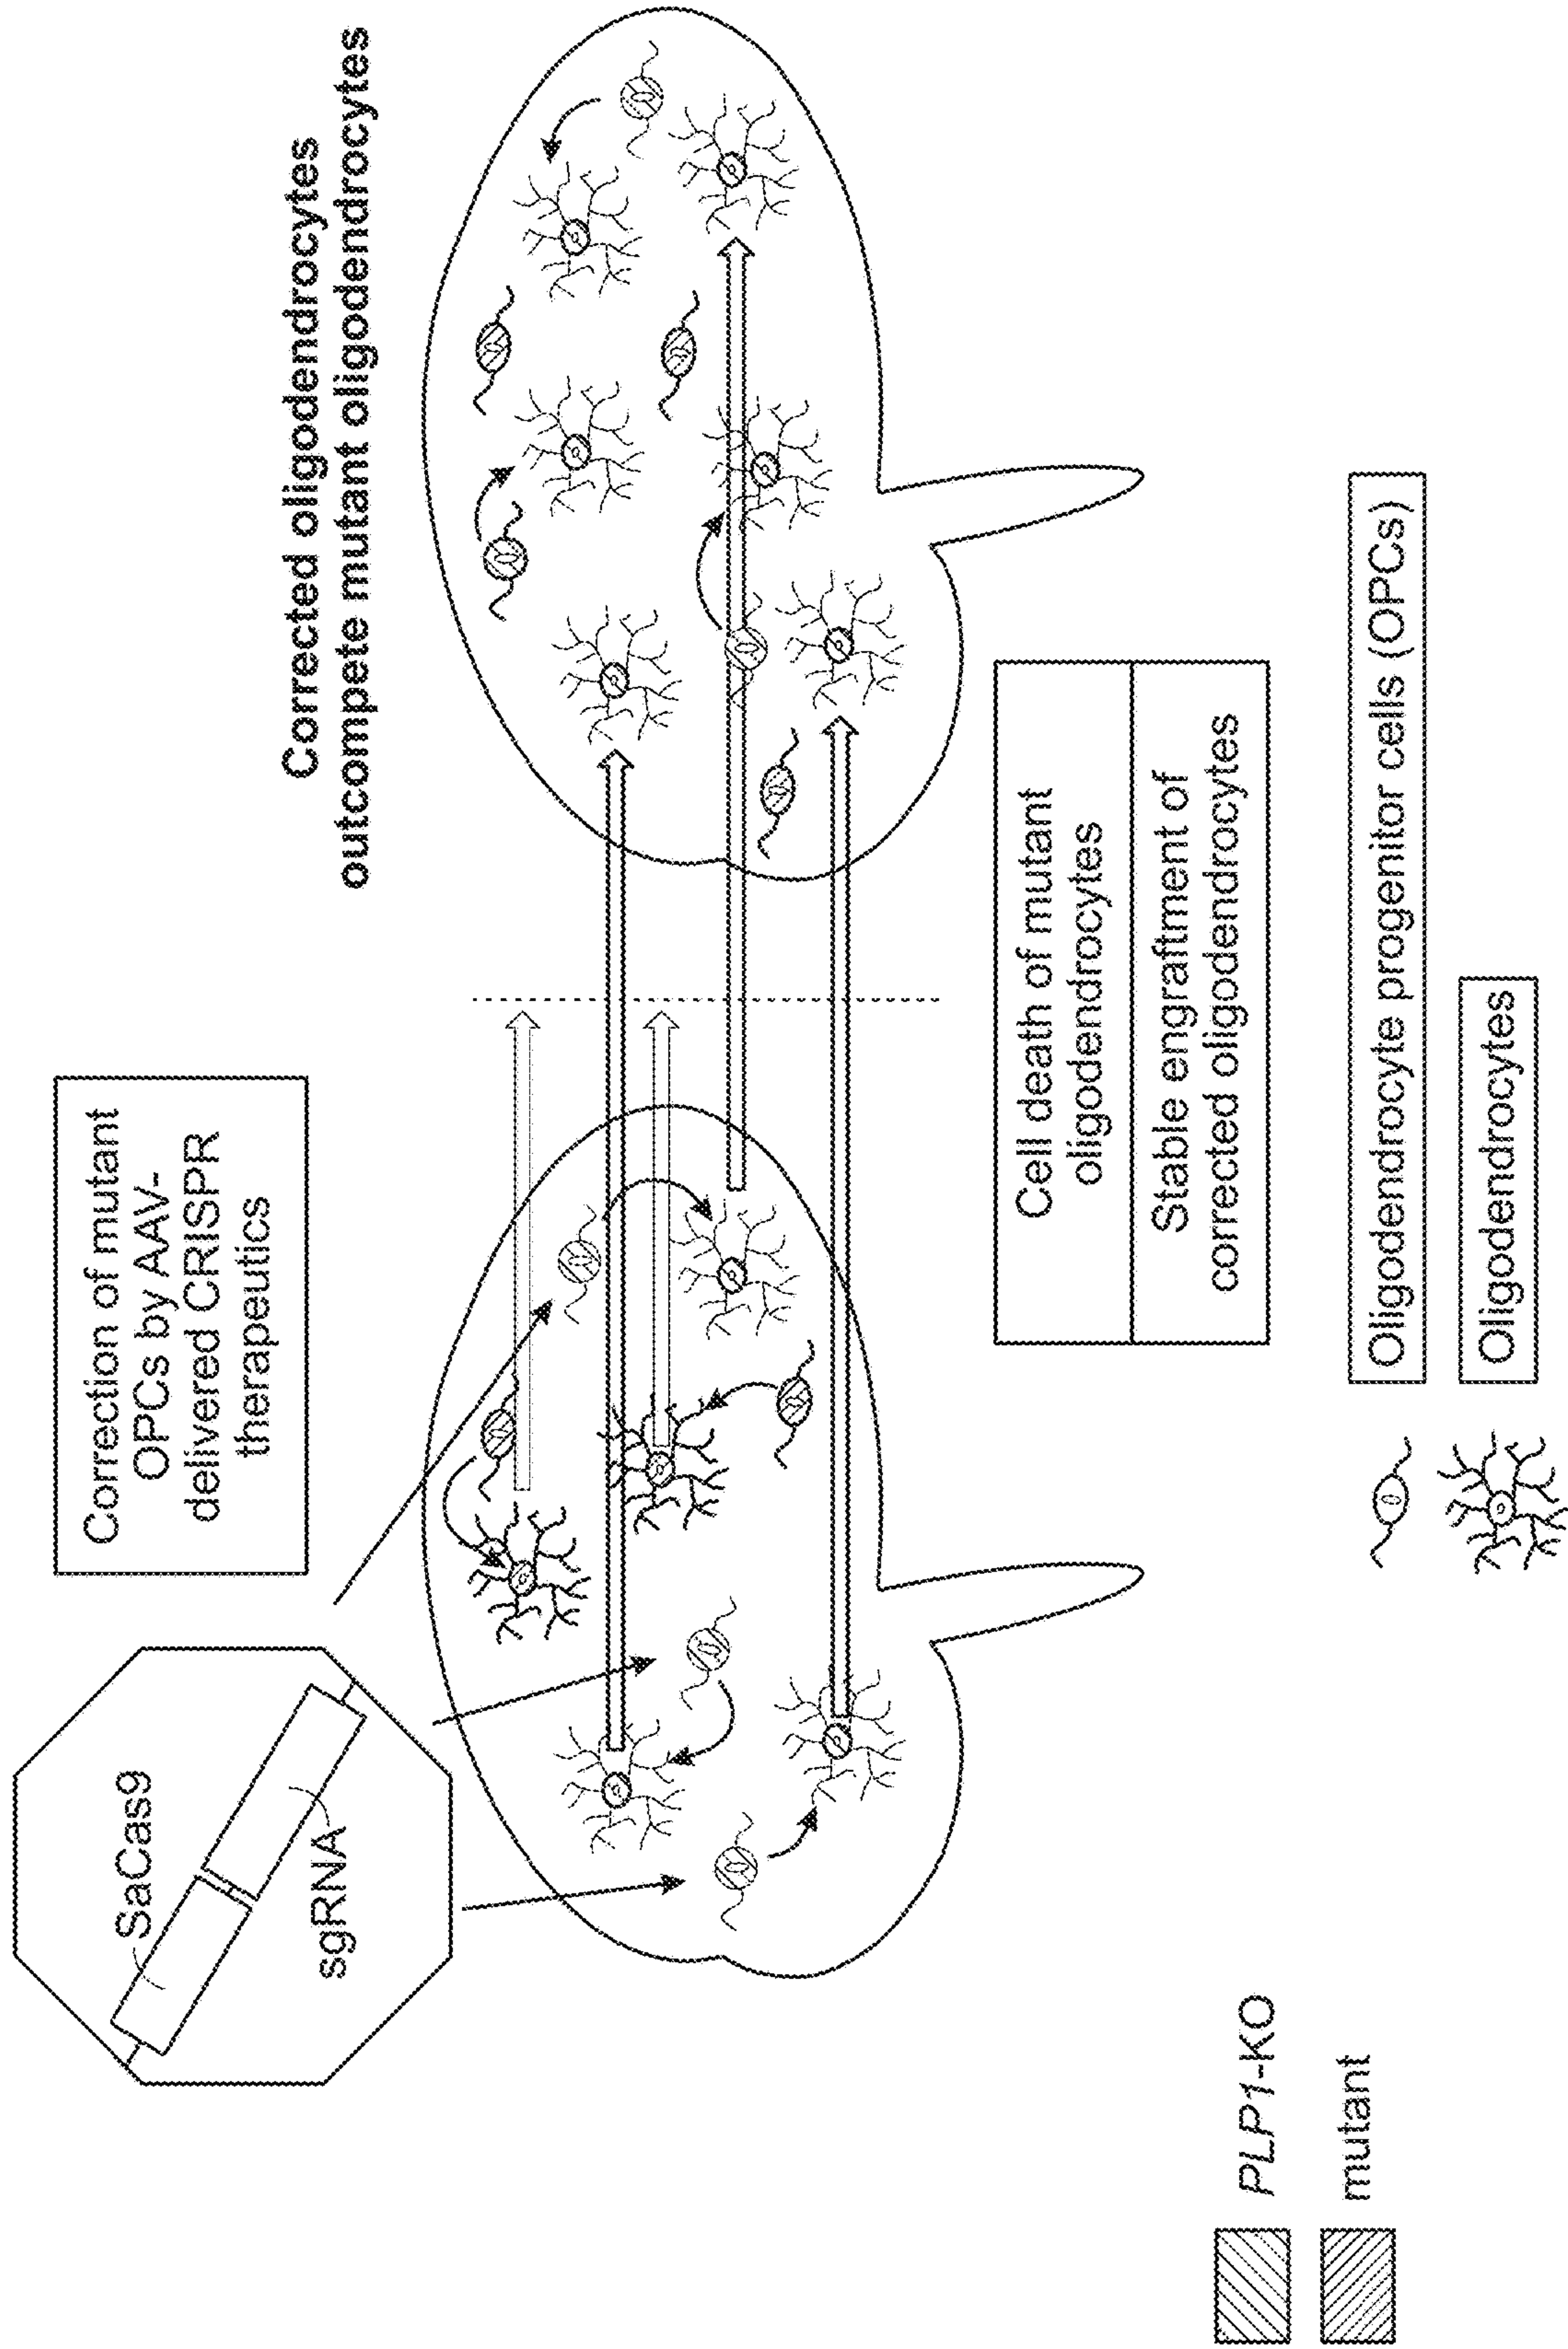 SaCas9
sgRNA
Correction of mutant
OPCs by AAV-
delivered CRISPR
therapeutics
Corrected oligodendrocytes
outcompete mutant oligodendrocytes
Cell death of mutant
oligodendrocytes
Stable engraftment of
corrected oligodendrocytes
PLP1-KO
mutant
Oligodendrocyte progenitor cells (OPCs)
Oligodendrocytes